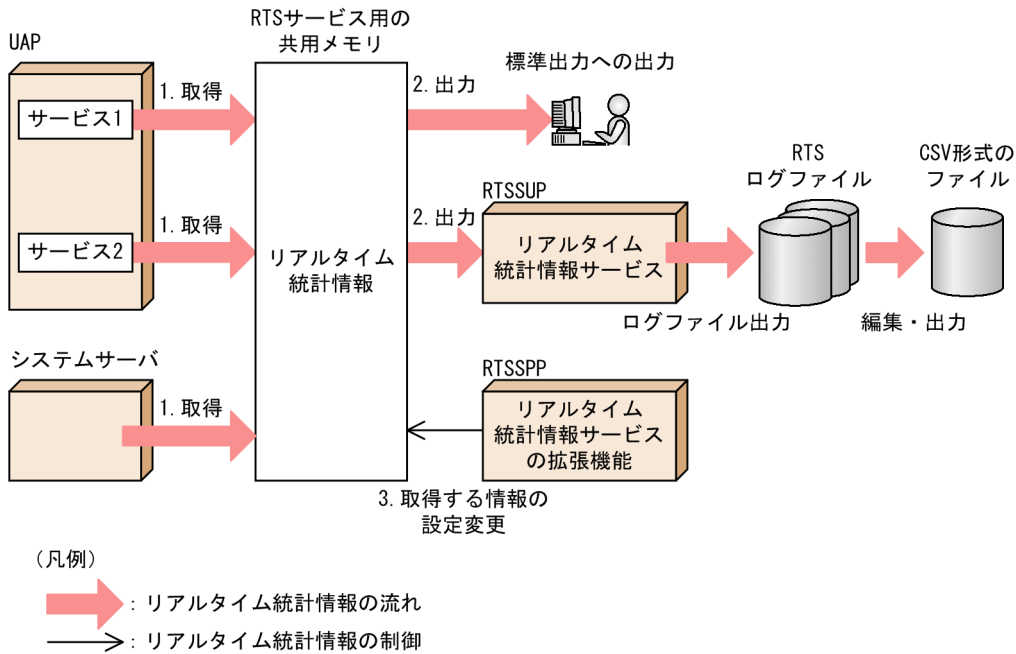 RTSサービス用の
共用メモリ
UAP
サービス1
サービス2
1.取得
1.取得
システムサーバ
1.取得
リアルタイム
統計情報
2.出力
標準出力への出力
2.出力
RTSSUP
リアルタイム
統計情報サービス
ログファイル出力
RTS
ログファイル
編集・出力
CSV形式の
ファイル
RTSSPP
リアルタイム
統計情報サービス
の拡張機能
3.取得する情報の
設定変更
(凡例)
:リアルタイム統計情報の流れ
:リアルタイム統計情報の制御